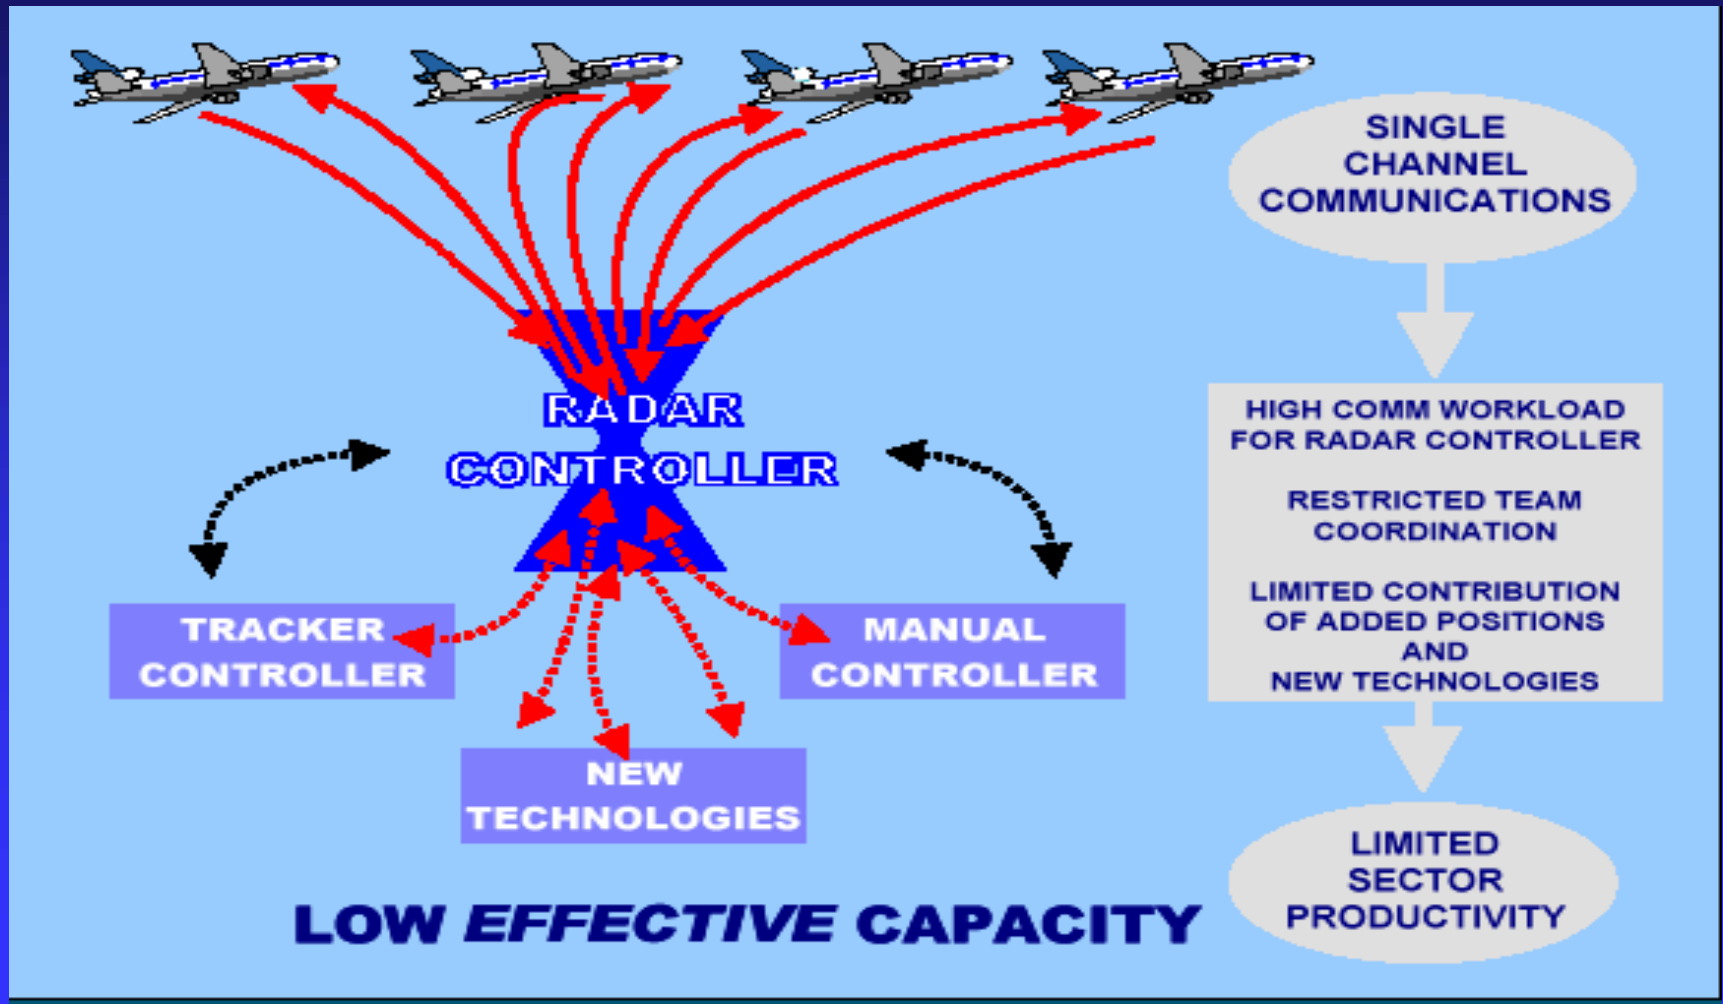 SINGLE
CHANNEL
COMMUNICATIONS
RADAR
CONTROLLER
HIGH COMM WORKLOAD
FOR RADAR CONTROLLER
RESTRICTED TEAM
COORDINATION
LIMITED CONTRIBUTION
OF ADDED POSITIONS
AND
NEW TECHNOLOGIES
TRACKER
CONTROLLER
MANUAL
CONTROLLER
NEW
TECHNOLOGIES
LIMITED
SECTOR
PRODUCTIVITY
LOW EFFECTIVE CAPACITY